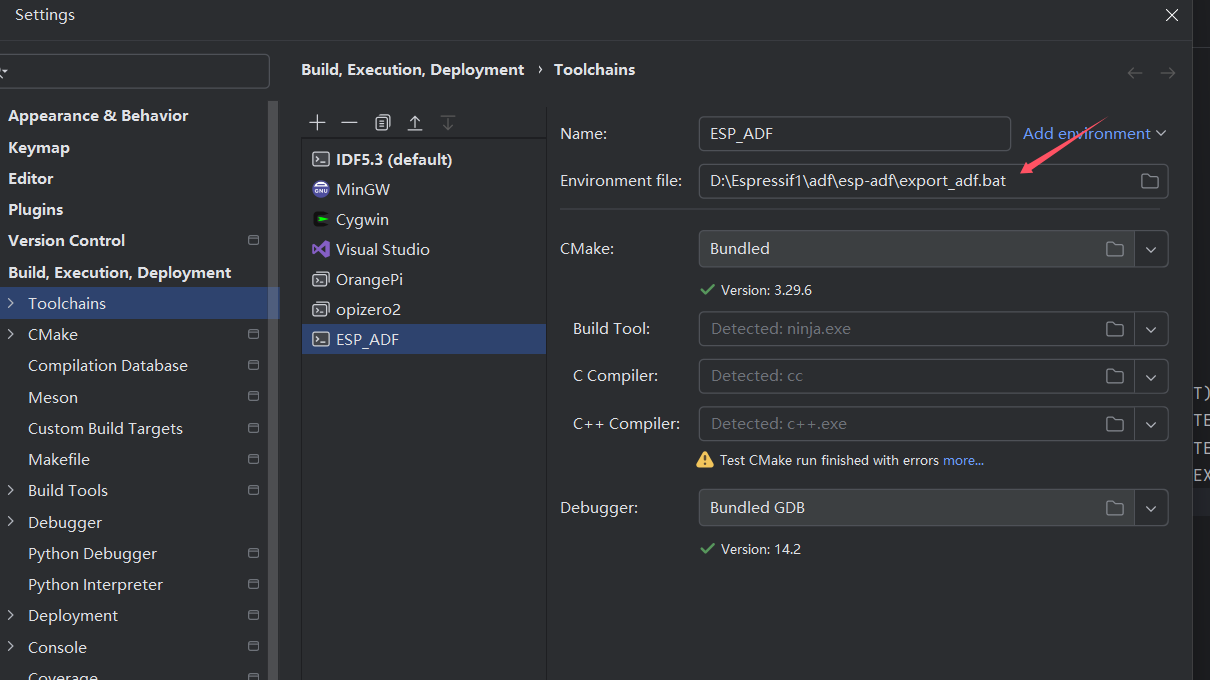 Settings
Appearance & Behavior
Keymap
Editor
Plugins
Version Control
Build, Execution, Deployment
Toolchains
CMake
Compilation Database
Meson
Custom Build Targets
Makefile
Build Tools
Debugger
Python Debugger
Python Interpreter
Deployment
Console
Coverage
Build, Execution, Deployment › Toolchains
IDF5.3 (default)
MinGW
Cygwin
Visual Studio
OrangePi
opizero2
ESP_ADF
Name: ESP_ADF Add environment
Environment file: D:\Espressif1\adf\esp-adf\export_adf.bat
CMake: Bundled
Version: 3.29.6
Build Tool: Detected: ninja.exe
C Compiler: Detected: cc
C++ Compiler: Detected: c++.exe
Test CMake run finished with errors more...
Debugger: Bundled GDB
Version: 14.2
T)
TE
TE
EX